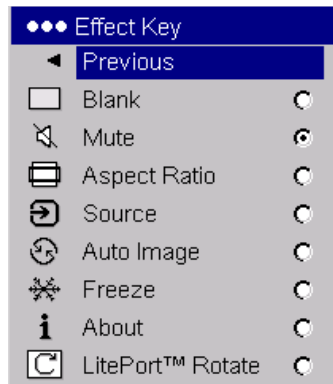 Effect Key
Previous
Blank
Mute
Aspect Ratio
Source
Auto Image
Freeze
About
LitePort™ Rotate